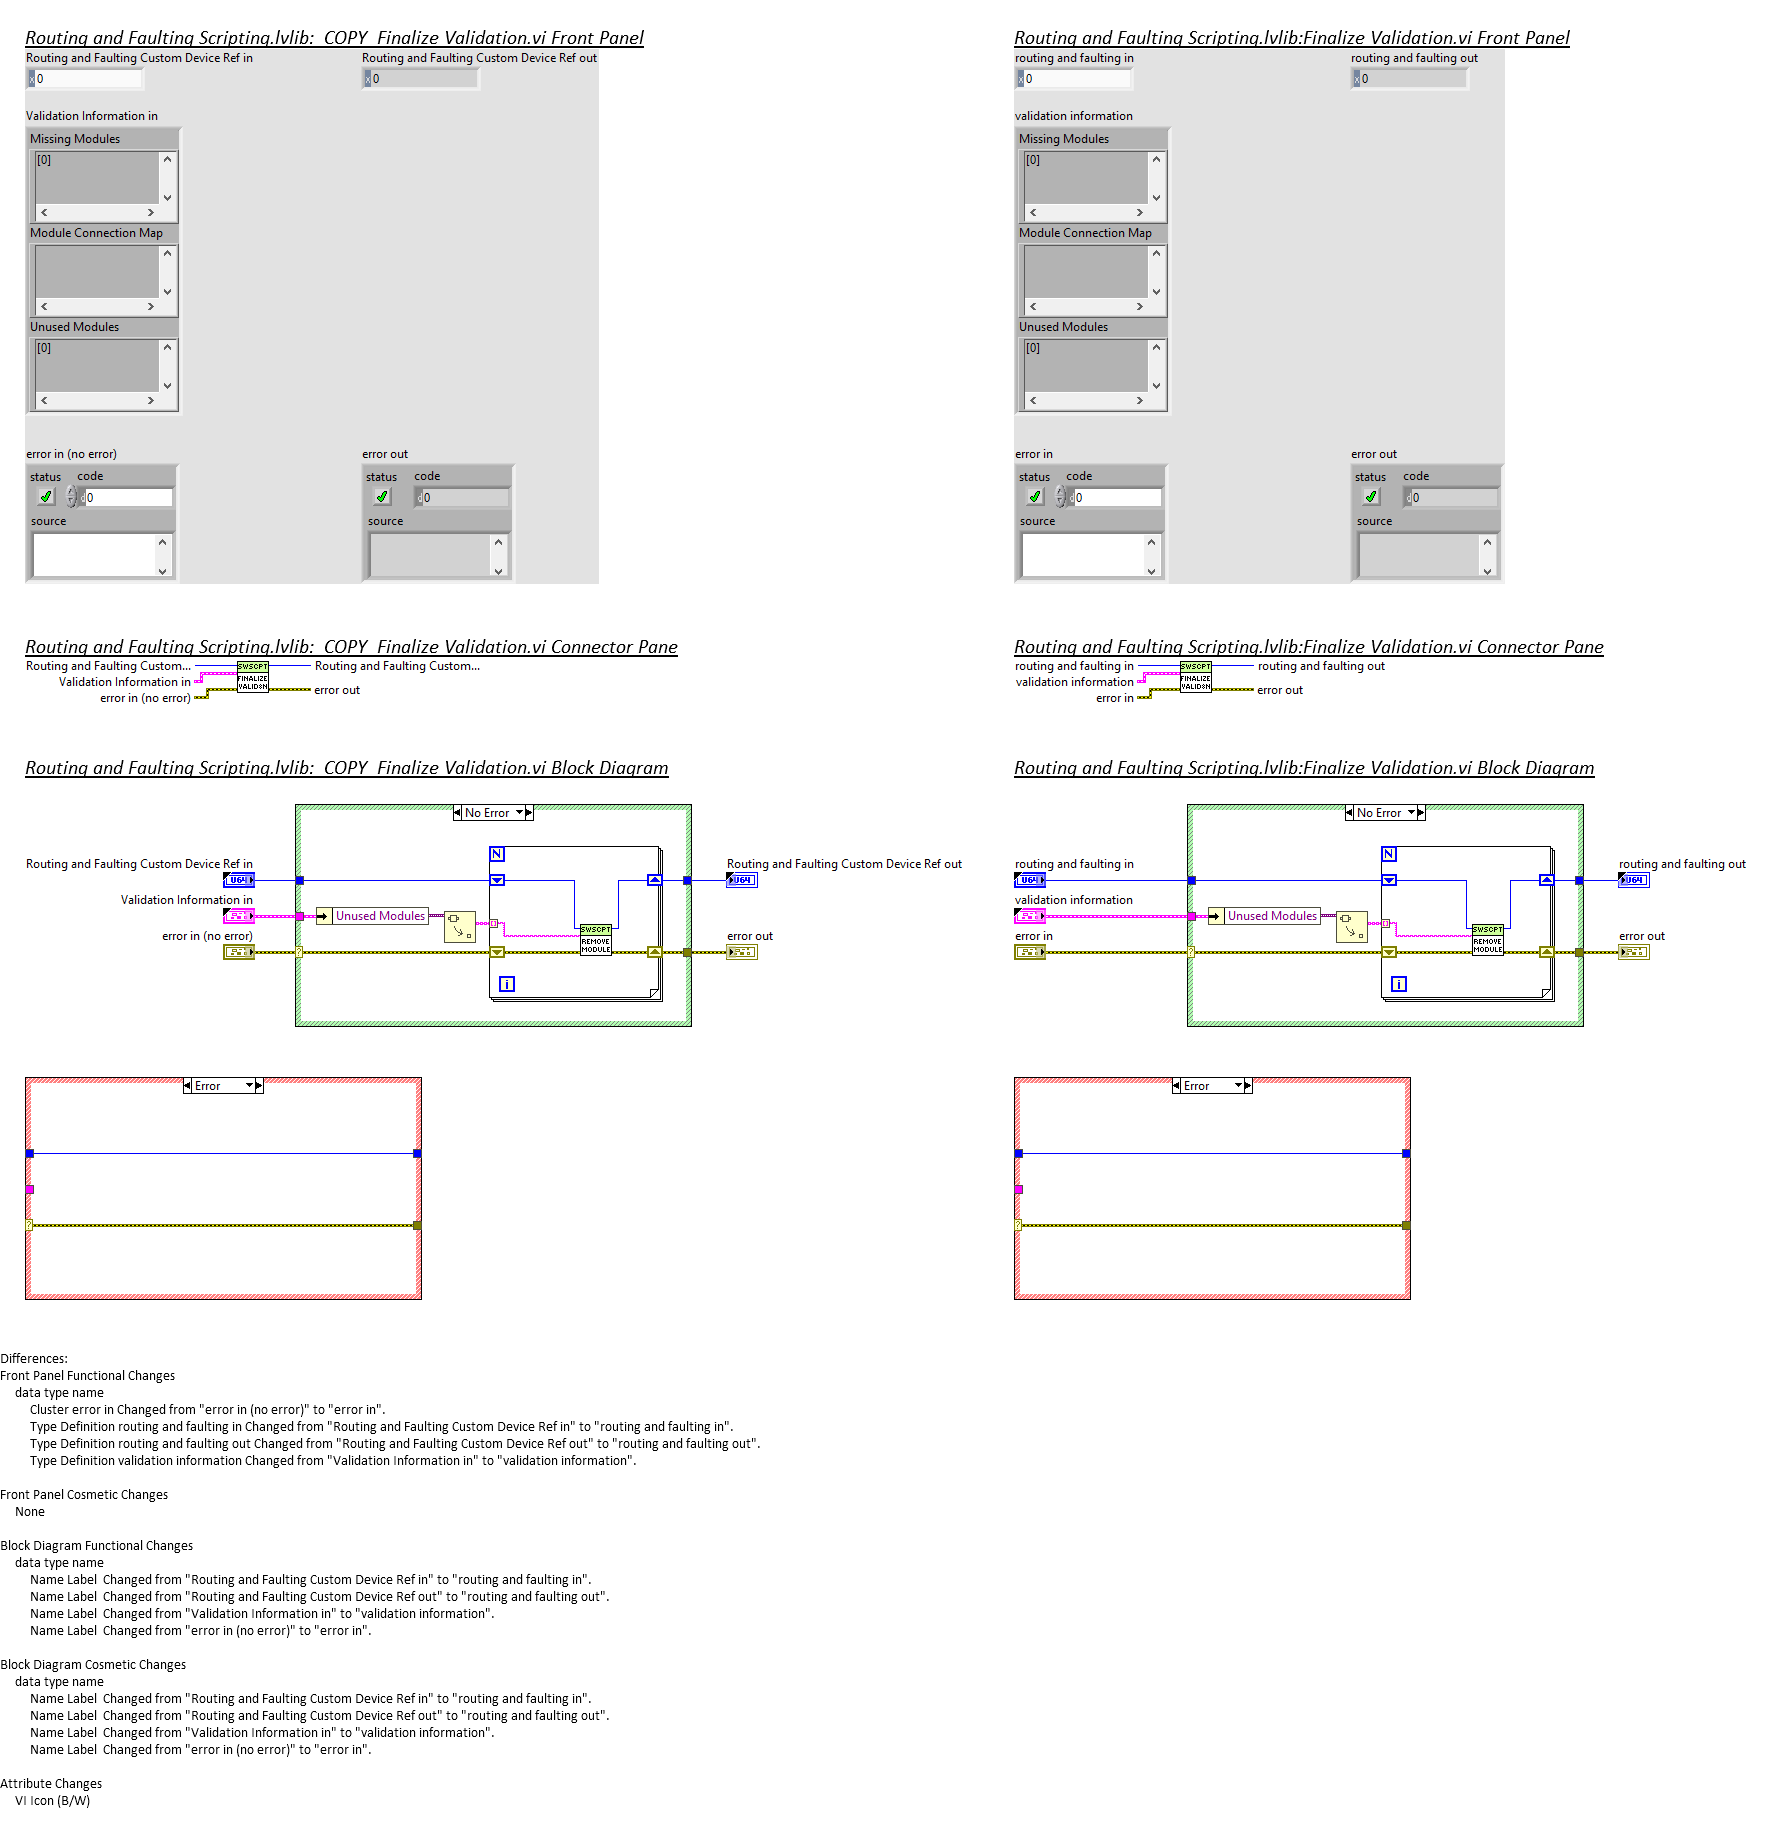 Routing and Faulting Scripting.lvlib:_COPY_Finalize Validation.vi Front Panel
Routing and Faulting Custom Device Ref in
Routing and Faulting Custom Device Ref out
x 0
x 0
Validation Information in
Missing Modules
[0]
Module Connection Map
Unused Modules
[0]
error in (no error)
error out
status code
status code
d 0
d 0
source
source
Routing and Faulting Scripting.lvlib:Finalize Validation.vi Front Panel
routing and faulting in
routing and faulting out
x 0
x 0
validation information
Missing Modules
[0]
Module Connection Map
Unused Modules
[0]
error in
error out
status code
status code
d 0
d 0
source
source
Routing and Faulting Scripting.lvlib:_COPY_Finalize Validation.vi Connector Pane
Routing and Faulting Custom...
Validation Information in
error in (no error)
SWSCPT
FINALIZE
VALIDSN
Routing and Faulting Custom...
error out
Routing and Faulting Scripting.lvlib:Finalize Validation.vi Connector Pane
routing and faulting in
validation information
error in
SWSCPT
FINALIZE
VALIDSN
routing and faulting out
error out
Routing and Faulting Scripting.lvlib:_COPY_Finalize Validation.vi Block Diagram
No Error
Routing and Faulting Custom Device Ref in
U64
Validation Information in
error in (no error)
?
Unused Modules
N
i
SWSCPT
REMOVE
MODULE
Routing and Faulting Custom Device Ref out
U64
error out
Error
?
Routing and Faulting Scripting.lvlib:Finalize Validation.vi Block Diagram
No Error
routing and faulting in
U64
validation information
error in
?
Unused Modules
N
i
SWSCPT
REMOVE
MODULE
routing and faulting out
U64
error out
Error
?
Differences:
Front Panel Functional Changes
data type name
Cluster error in Changed from "error in (no error)" to "error in".
Type Definition routing and faulting in Changed from "Routing and Faulting Custom Device Ref in" to "routing and faulting in".
Type Definition routing and faulting out Changed from "Routing and Faulting Custom Device Ref out" to "routing and faulting out".
Type Definition validation information Changed from "Validation Information in" to "validation information".
Front Panel Cosmetic Changes
None
Block Diagram Functional Changes
data type name
Name Label  Changed from "Routing and Faulting Custom Device Ref in" to "routing and faulting in".
Name Label  Changed from "Routing and Faulting Custom Device Ref out" to "routing and faulting out".
Name Label  Changed from "Validation Information in" to "validation information".
Name Label  Changed from "error in (no error)" to "error in".
Block Diagram Cosmetic Changes
data type name
Name Label  Changed from "Routing and Faulting Custom Device Ref in" to "routing and faulting in".
Name Label  Changed from "Routing and Faulting Custom Device Ref out" to "routing and faulting out".
Name Label  Changed from "Validation Information in" to "validation information".
Name Label  Changed from "error in (no error)" to "error in".
Attribute Changes
VI Icon (B/W)